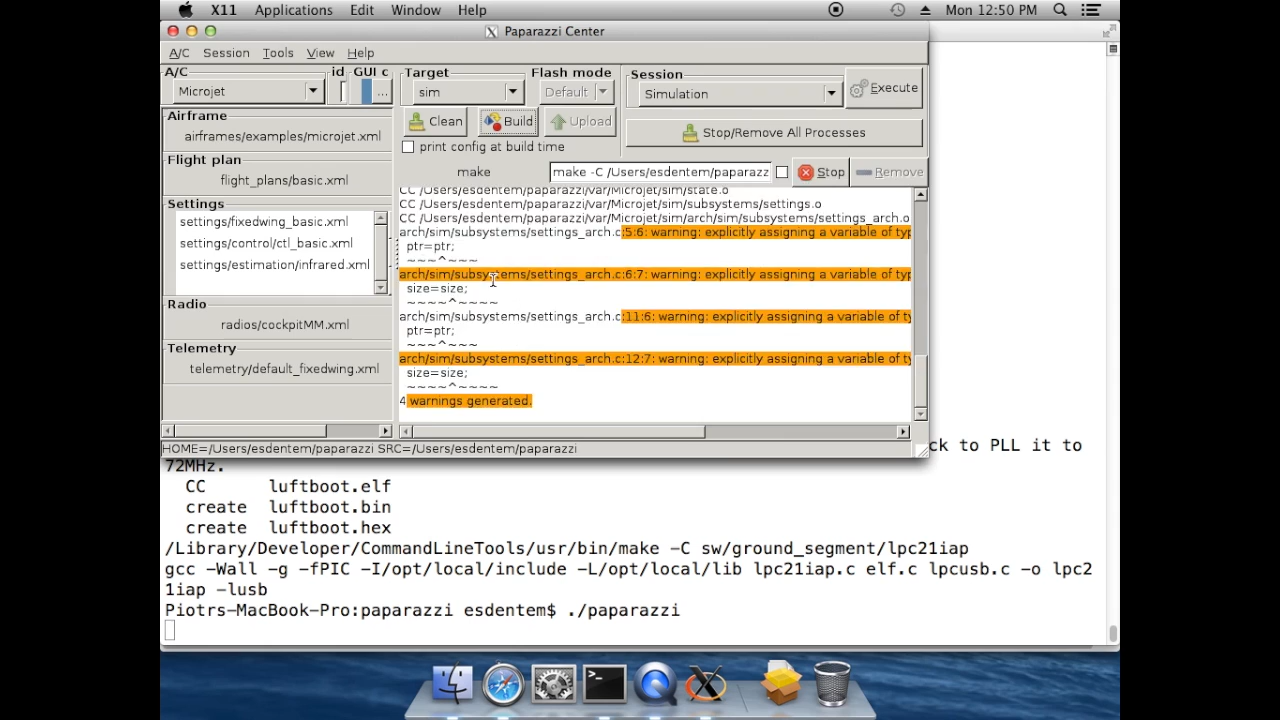 X11 Applications Edit Window Help Mon 12:50 PM
Paparazzi Center
A/C Session Tools View Help
A/C id GUI c Target Flash mode Session
Microjet ... sim Default Simulation Execute
Airframe Clean Build Upload
airframes/examples/microjet.xml Stop/Remove All Processes
print config at build time
Flight plan
flight_plans/basic.xml make make -C /Users/esdentem/paparazz Stop Remove
Settings
settings/fixedwing_basic.xml
settings/control/ctl_basic.xml
settings/estimation/infrared.xml
Radio
radios/cockpitMM.xml
Telemetry
telemetry/default_fixedwing.xml
CC /Users/esdentem/paparazzi/var/Microjet/sim/state.o
CC /Users/esdentem/paparazzi/var/Microjet/sim/subsystems/settings.o
CC /Users/esdentem/paparazzi/var/Microjet/sim/arch/sim/subsystems/settings_arch.o
arch/sim/subsystems/settings_arch.c:5:6: warning: explicitly assigning a variable of typ
ptr=ptr;
~~~^~~~
arch/sim/subsystems/settings_arch.c:6:7: warning: explicitly assigning a variable of typ
size=size;
~~~~^~~~~
arch/sim/subsystems/settings_arch.c:11:6: warning: explicitly assigning a variable of ty
ptr=ptr;
~~~^~~~
arch/sim/subsystems/settings_arch.c:12:7: warning: explicitly assigning a variable of ty
size=size;
~~~~^~~~~
4 warnings generated.
HOME=/Users/esdentem/paparazzi SRC=/Users/esdentem/paparazzi
ck to PLL it to
72MHz.
CC luftboot.elf
create luftboot.bin
create luftboot.hex
/Library/Developer/CommandLineTools/usr/bin/make -C sw/ground_segment/lpc21iap
gcc -Wall -g -fPIC -I/opt/local/include -L/opt/local/lib lpc21iap.c elf.c lpcusb.c -o lpc2
1iap -lusb
Piotrs-MacBook-Pro:paparazzi esdentem$ ./paparazzi